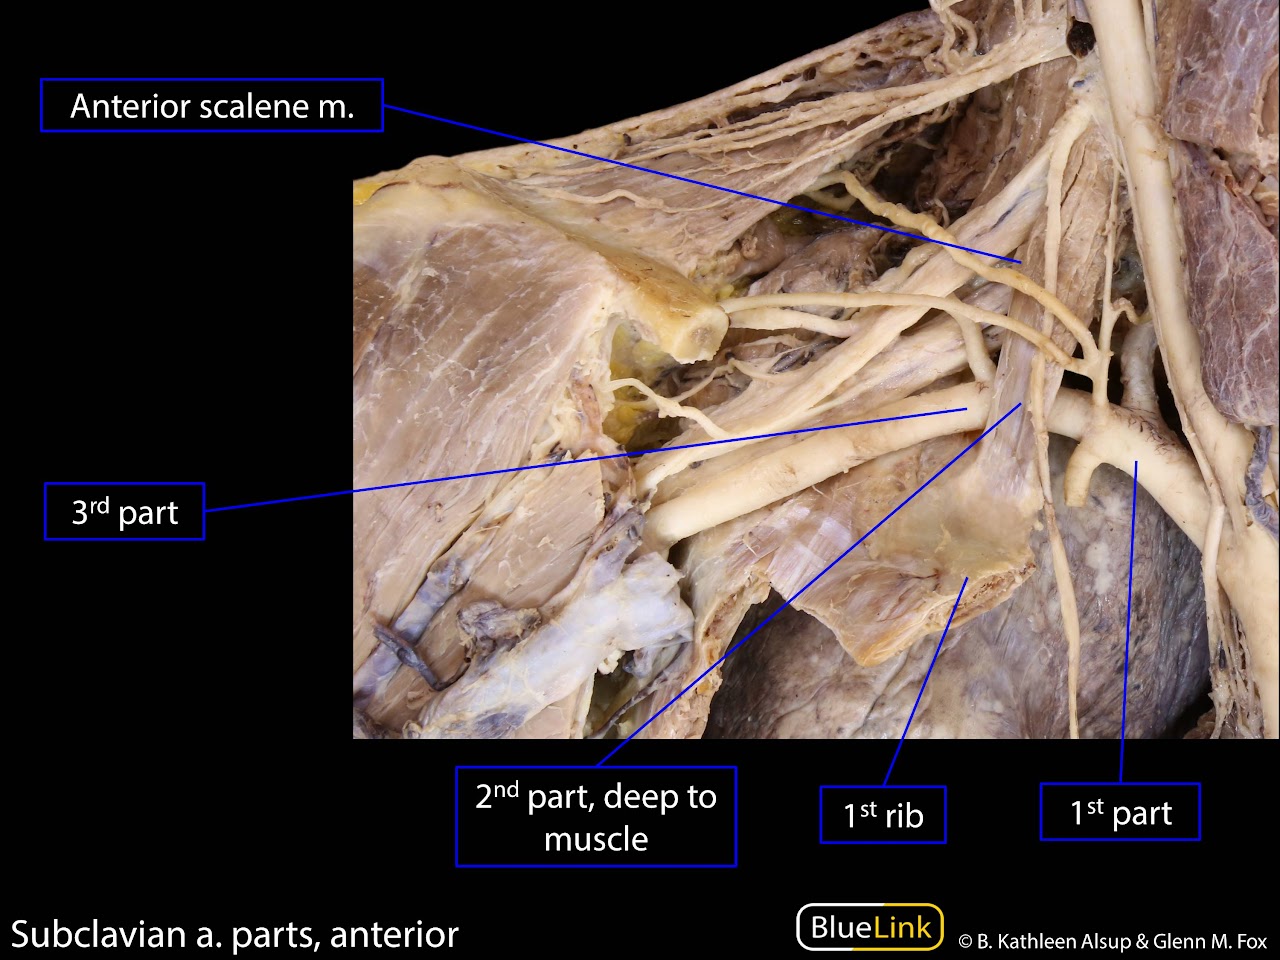 Anterior scalene m.
3rd part
2nd part, deep to
muscle
1st rib
1st part
Subclavian a. parts, anterior
BlueLink
© B. Kathleen Alsup & Glenn M. Fox